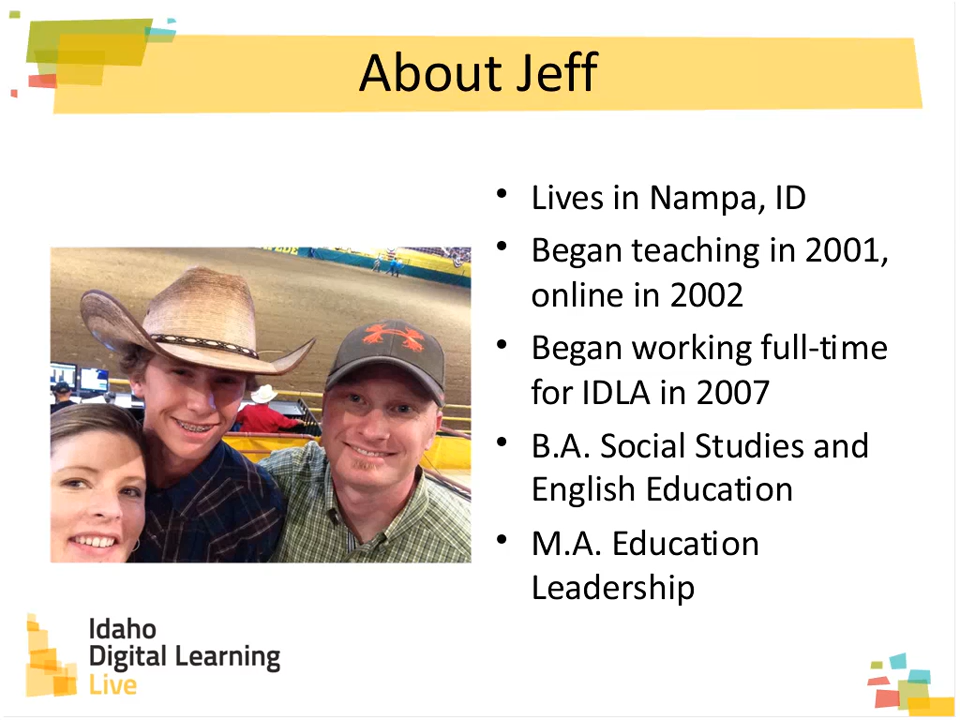 About Jeff
• Lives in Nampa, ID
• Began teaching in 2001,
online in 2002
• Began working full-time
for IDLA in 2007
• B.A. Social Studies and
English Education
• M.A. Education
Leadership
Idaho
Digital Learning
Live